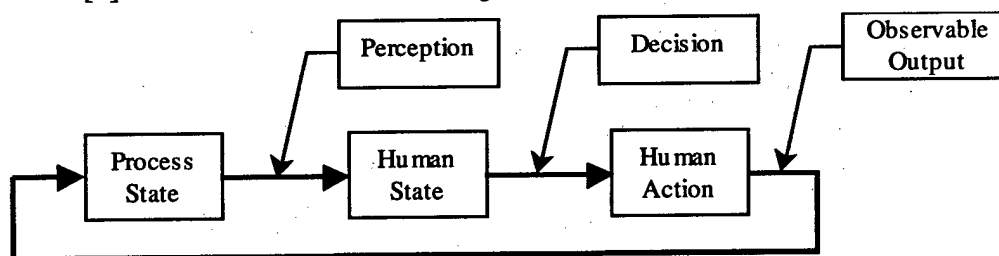 Perception
Decision
Observable
Output
Process
State
Human
State
Human
Action